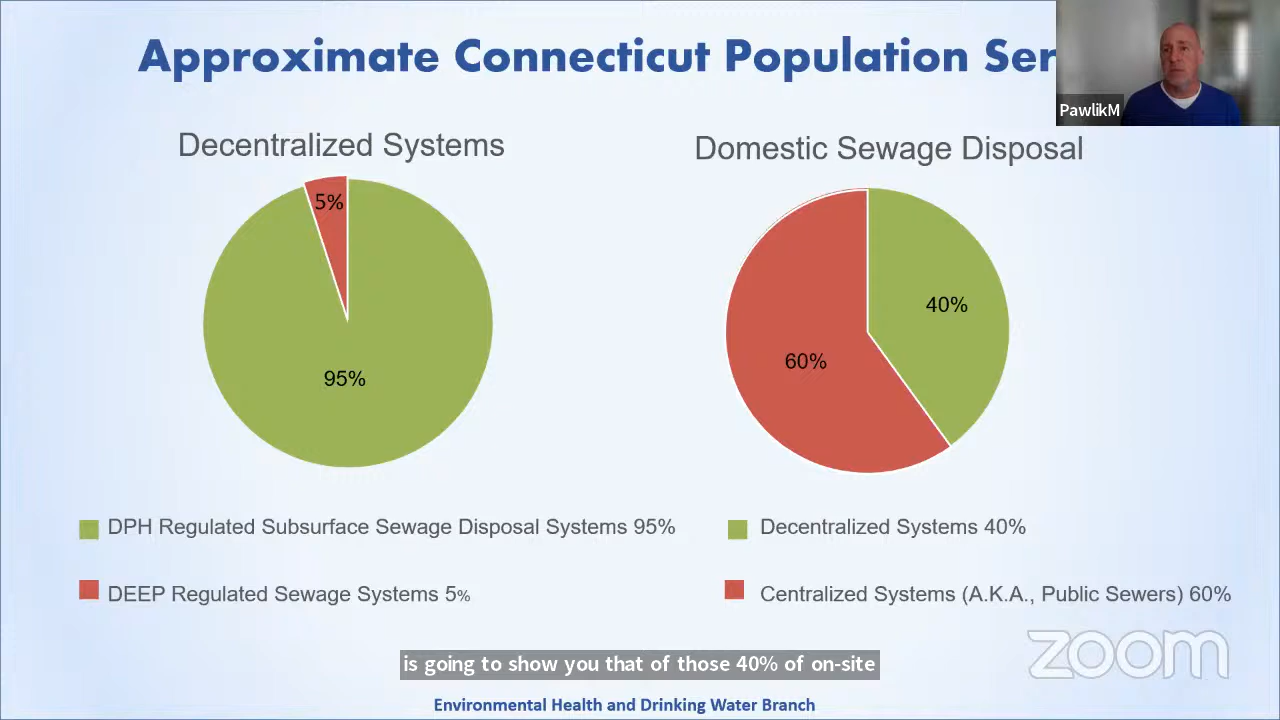 Approximate Connecticut Population Ser
PawlikM
Decentralized Systems
Domestic Sewage Disposal
5%
95%
40%
60%
DPH Regulated Subsurface Sewage Disposal Systems 95%
DEEP Regulated Sewage Systems 5%
Decentralized Systems 40%
Centralized Systems (A.K.A., Public Sewers) 60%
zoom
is going to show you that of those 40% of on-site
Environmental Health and Drinking Water Branch